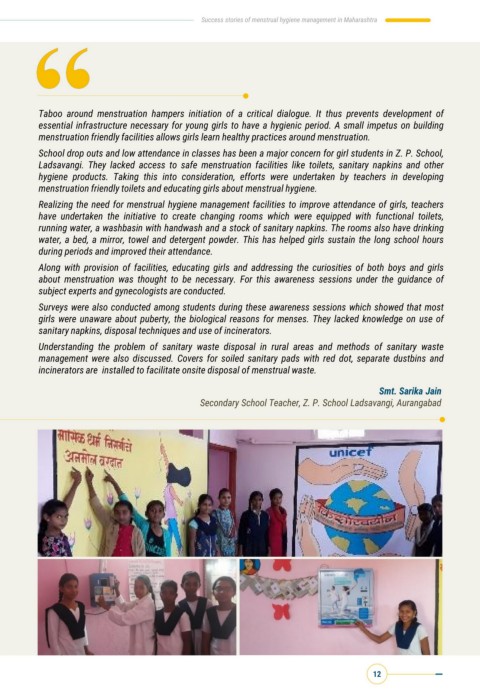 Success stories of menstrual hygiene management in Maharashtra
Taboo around menstruation hampers initiation of a critical dialogue. It thus prevents development of
essential infrastructure necessary for young girls to have a hygienic period. A small impetus on building
menstruation friendly facilities allows girls learn healthy practices around menstruation.
School drop outs and low attendance in classes has been a major concern for girl students in Z. P. School,
Ladsavangi. They lacked access to safe menstruation facilities like toilets, sanitary napkins and other
hygiene products. Taking this into consideration, efforts were undertaken by teachers in developing
menstruation friendly toilets and educating girls about menstrual hygiene.
Realizing the need for menstrual hygiene management facilities to improve attendance of girls, teachers
have undertaken the initiative to create changing rooms which were equipped with functional toilets,
running water, a washbasin with handwash and a stock of sanitary napkins. The rooms also have drinking
water, a bed, a mirror, towel and detergent powder. This has helped girls sustain the long school hours
during periods and improved their attendance.
Along with provision of facilities, educating girls and addressing the curiosities of both boys and girls
about menstruation was thought to be necessary. For this awareness sessions under the guidance of
subject experts and gynecologists are conducted.
Surveys were also conducted among students during these awareness sessions which showed that most
girls were unaware about puberty, the biological reasons for menses. They lacked knowledge on use of
sanitary napkins, disposal techniques and use of incinerators.
Understanding the problem of sanitary waste disposal in rural areas and methods of sanitary waste
management were also discussed. Covers for soiled sanitary pads with red dot, separate dustbins and
incinerators are installed to facilitate onsite disposal of menstrual waste.
Smt. Sarika Jain
Secondary School Teacher, Z. P. School Ladsavangi, Aurangabad
मासिक धर्म निसर्गाचे
अनमोल वरदान
unicef
12